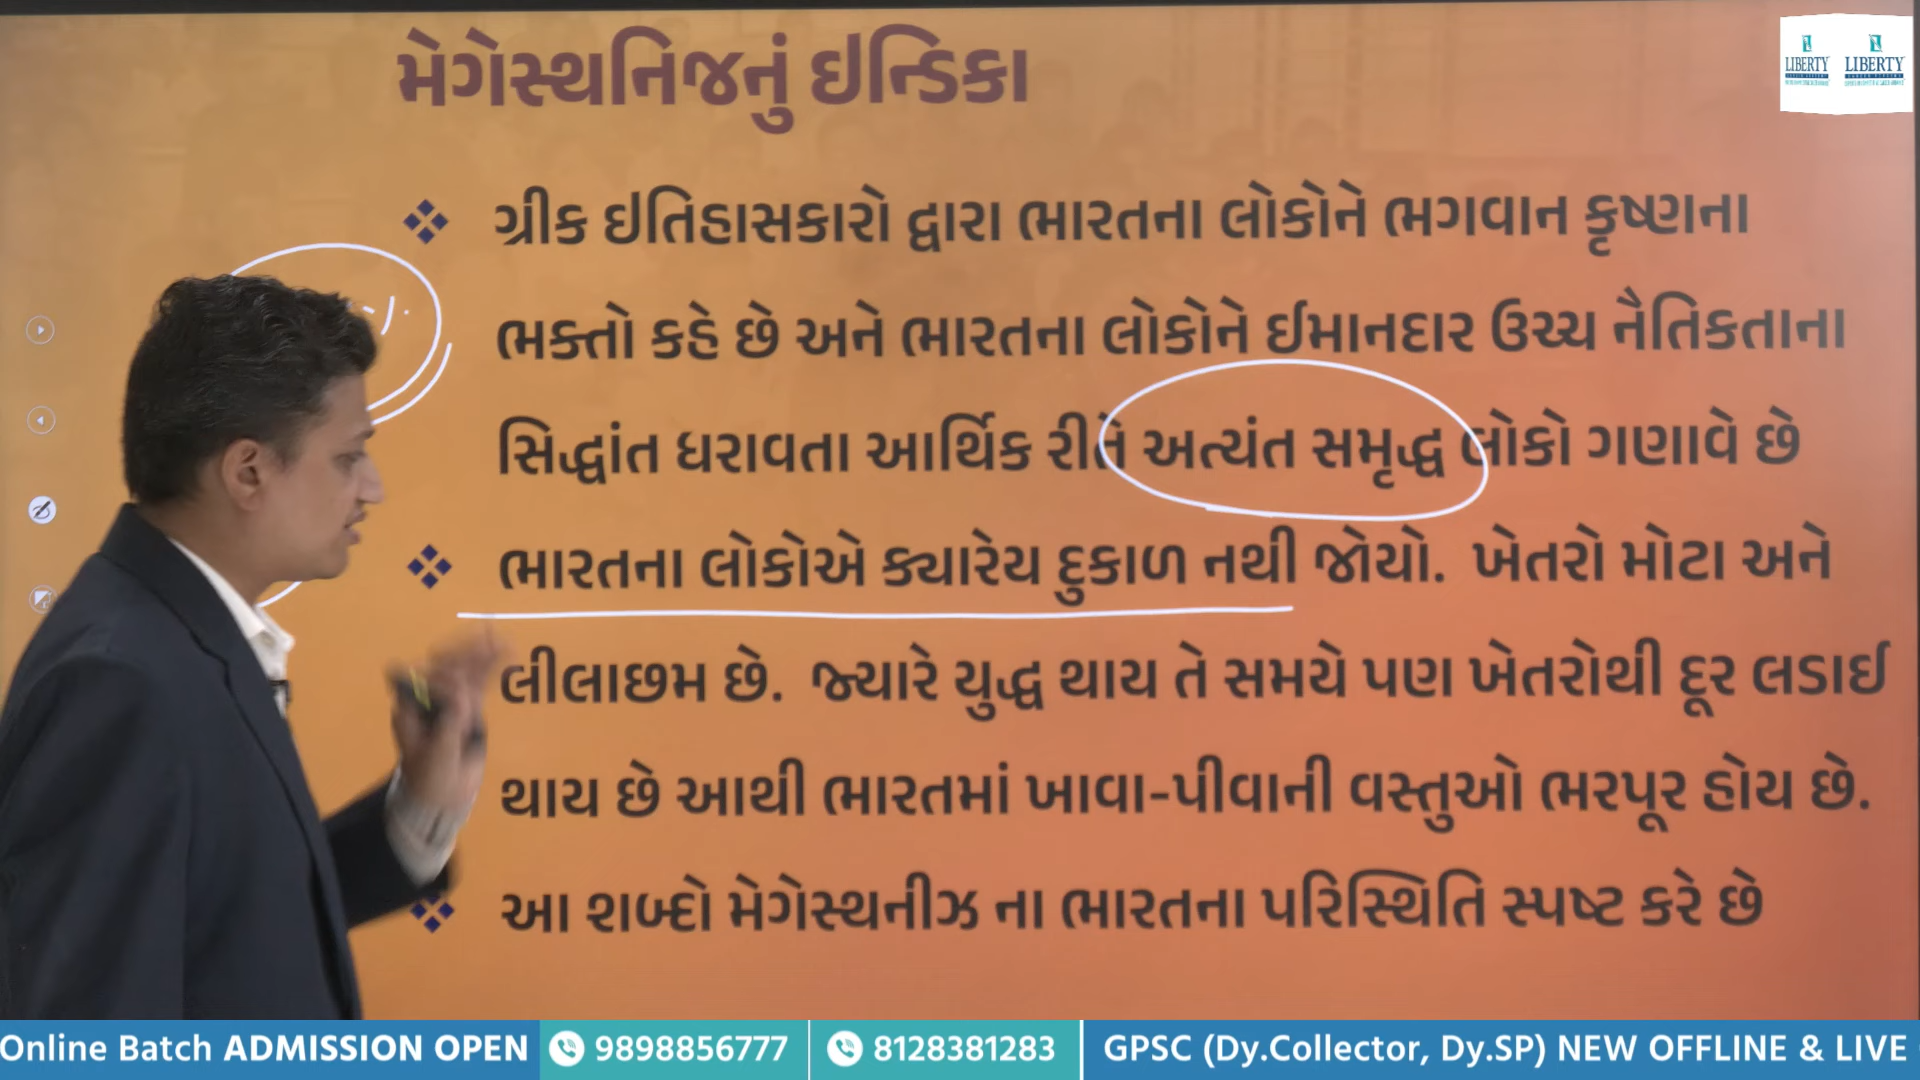 મેગેસ્થનિજનું ઇન્ડિકા
LIBERTY LIBERTY
ગ્રીક ઇતિહાસકારો દ્વારા ભારતના લોકોને ભગવાન કૃષ્ણના
ભક્તો કહે છે અને ભારતના લોકોને ઈમાનદાર ઉચ્ચ નૈતિકતાના
સિદ્ધાંત ધરાવતા આર્થિક રીતે અત્યંત સમૃદ્ધ લોકો ગણાવે છે
ભારતના લોકોએ ક્યારેય દુકાળ નથી જોયો. ખેતરો મોટા અને
લીલાછમ છે. જ્યારે યુદ્ધ થાય તે સમયે પણ ખેતરોથી દૂર લડાઈ
થાય છે આથી ભારતમાં ખાવા-પીવાની વસ્તુઓ ભરપૂર હોય છે.
આ શબ્દો મેગેસ્થનીઝ ના ભારતના પરિસ્થિતિ સ્પષ્ટ કરે છે
Online Batch ADMISSION OPEN 9898856777 8128381283 GPSC (Dy.Collector, Dy.SP) NEW OFFLINE & LIVE